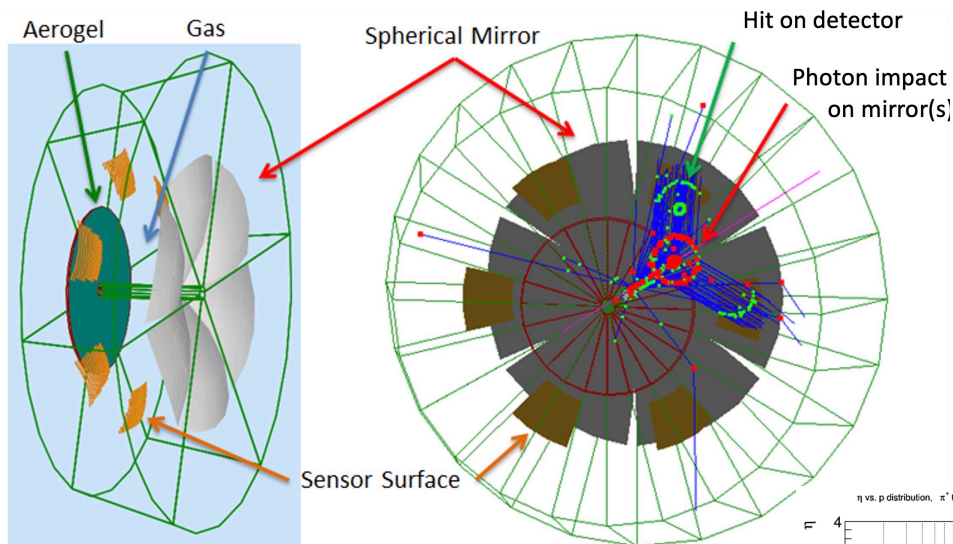 Aerogel
Gas
Spherical Mirror
Hit on detector
Photon impact
on mirror(s)
Sensor Surface
η vs. p distribution, π⁺
η
4